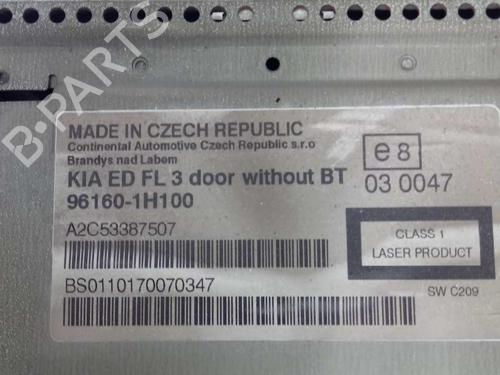 MADE IN CZECH REPUBLIC
Continental Automotive Czech Republic s.r.o
Brandys nad Labem
KIA ED FL 3 door without BT
96160-1H100
A2C53387507
BS0110170070347
e8
03 0047
CLASS 1
LASER PRODUCT
SW C209
B-PARTS